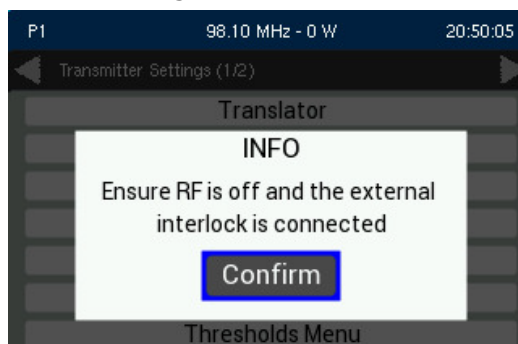 P1 98.10 MHz - 0 W 20:50:05
Transmitter Settings (1/2)
Translator
INFO
Ensure RF is off and the external
interlock is connected
Confirm
Thresholds Menu